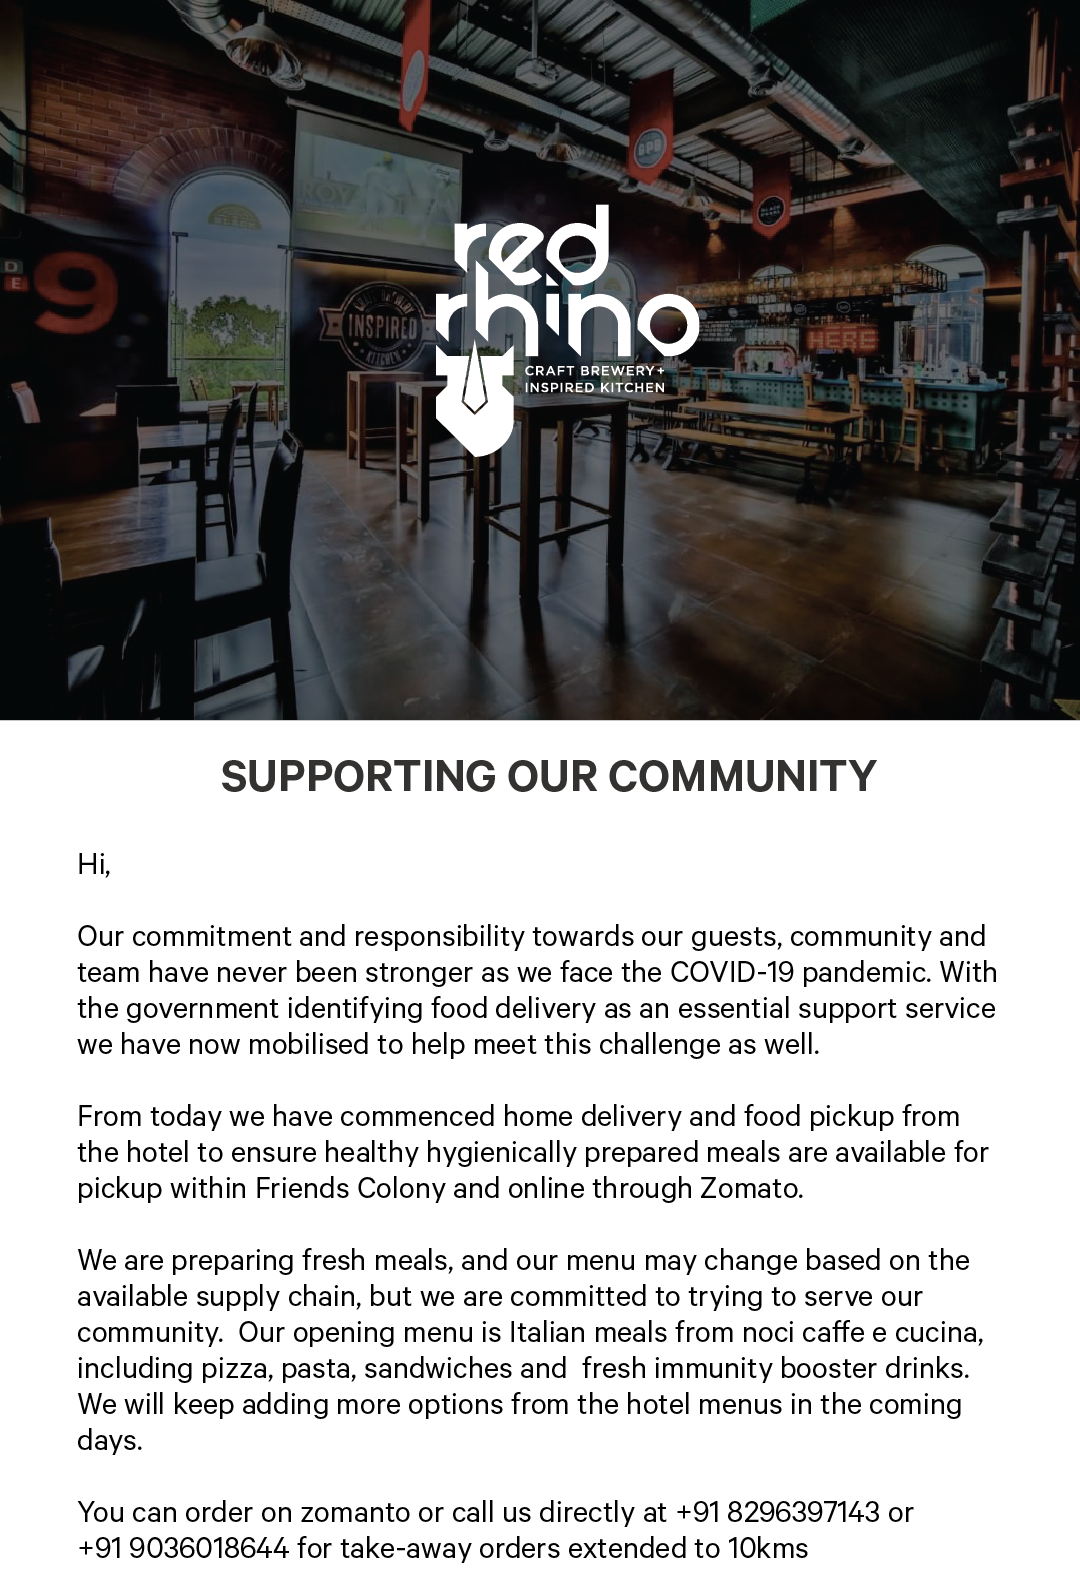 ROY
GPB
BLACK
D
E
9
red
rhino
CRAFT BREWERY+
INSPIRED KITCHEN
INSPIRED
KITCHEN
HERE
SUPPORTING OUR COMMUNITY
Hi,
Our commitment and responsibility towards our guests, community and
team have never been stronger as we face the COVID-19 pandemic. With
the government identifying food delivery as an essential support service
we have now mobilised to help meet this challenge as well.
From today we have commenced home delivery and food pickup from
the hotel to ensure healthy hygienically prepared meals are available for
pickup within Friends Colony and online through Zomato.
We are preparing fresh meals, and our menu may change based on the
available supply chain, but we are committed to trying to serve our
community.  Our opening menu is Italian meals from noci caffe e cucina,
including pizza, pasta, sandwiches and  fresh immunity booster drinks.
We will keep adding more options from the hotel menus in the coming
days.
You can order on zomanto or call us directly at +91 8296397143 or
+91 9036018644 for take-away orders extended to 10kms